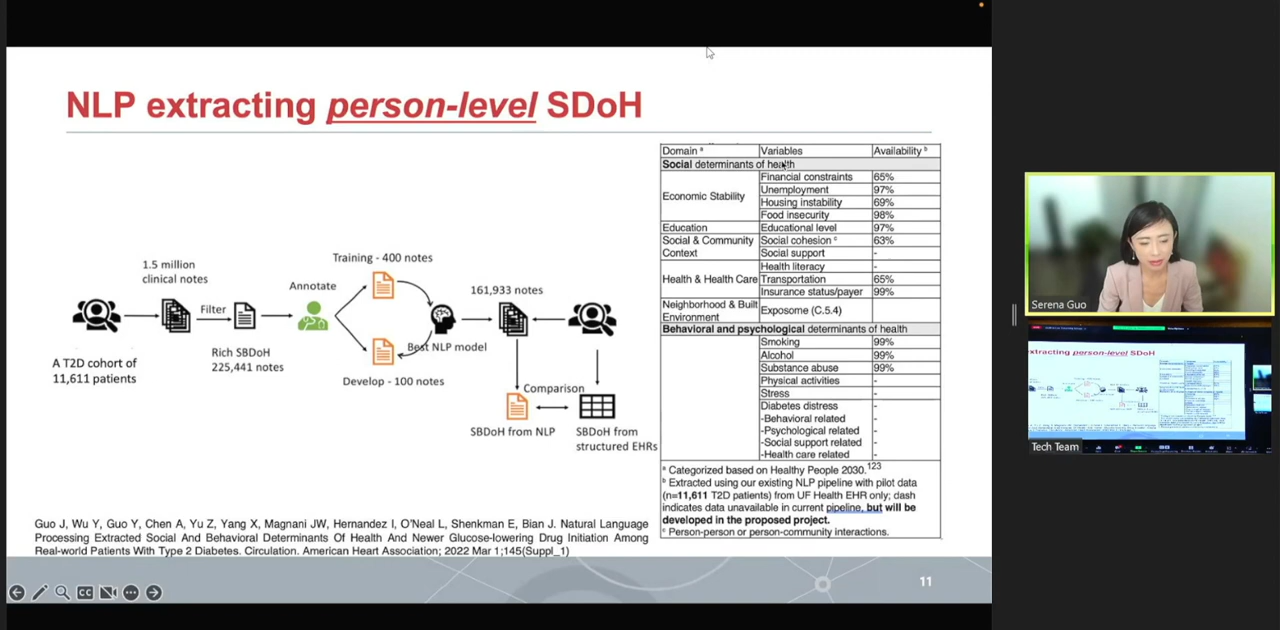 NLP extracting person-level SDoH
1.5 million
clinical notes
Filter
A T2D cohort of
11,611 patients
Rich SBDoH
225,441 notes
Annotate
Training - 400 notes
Best NLP model
Develop - 100 notes
161,933 notes
Comparison
SBDoH from NLP
SBDoH from
structured EHRs
Domain a Variables Availability b
Social determinants of health
Economic Stability
Financial constraints 65%
Unemployment 97%
Housing instability 69%
Food insecurity 98%
Education Educational level 97%
Social & Community
Context
Social cohesion c 63%
Social support -
Health & Health Care
Health literacy -
Transportation 65%
Insurance status/payer 99%
Neighborhood & Built
Environment
Exposome (C.5.4)
Behavioral and psychological determinants of health
Smoking 99%
Alcohol 99%
Substance abuse 99%
Physical activities -
Stress -
Diabetes distress -
-Behavioral related -
-Psychological related -
-Social support related -
-Health care related -
a Categorized based on Healthy People 2030.123
b Extracted using our existing NLP pipeline with pilot data
(n=11,611 T2D patients) from UF Health EHR only; dash
indicates data unavailable in current pipeline, but will be
developed in the proposed project.
c Person-person or person-community interactions.
Guo J, Wu Y, Guo Y, Chen A, Yu Z, Yang X, Magnani JW, Hernandez I, O'Neal L, Shenkman E, Bian J. Natural Language
Processing Extracted Social And Behavioral Determinants Of Health And Newer Glucose-lowering Drug Initiation Among
Real-world Patients With Type 2 Diabetes. Circulation. American Heart Association; 2022 Mar 1;145(Suppl_1)
CC
11
Serena Guo
extracting person-level SDoH
Tech Team